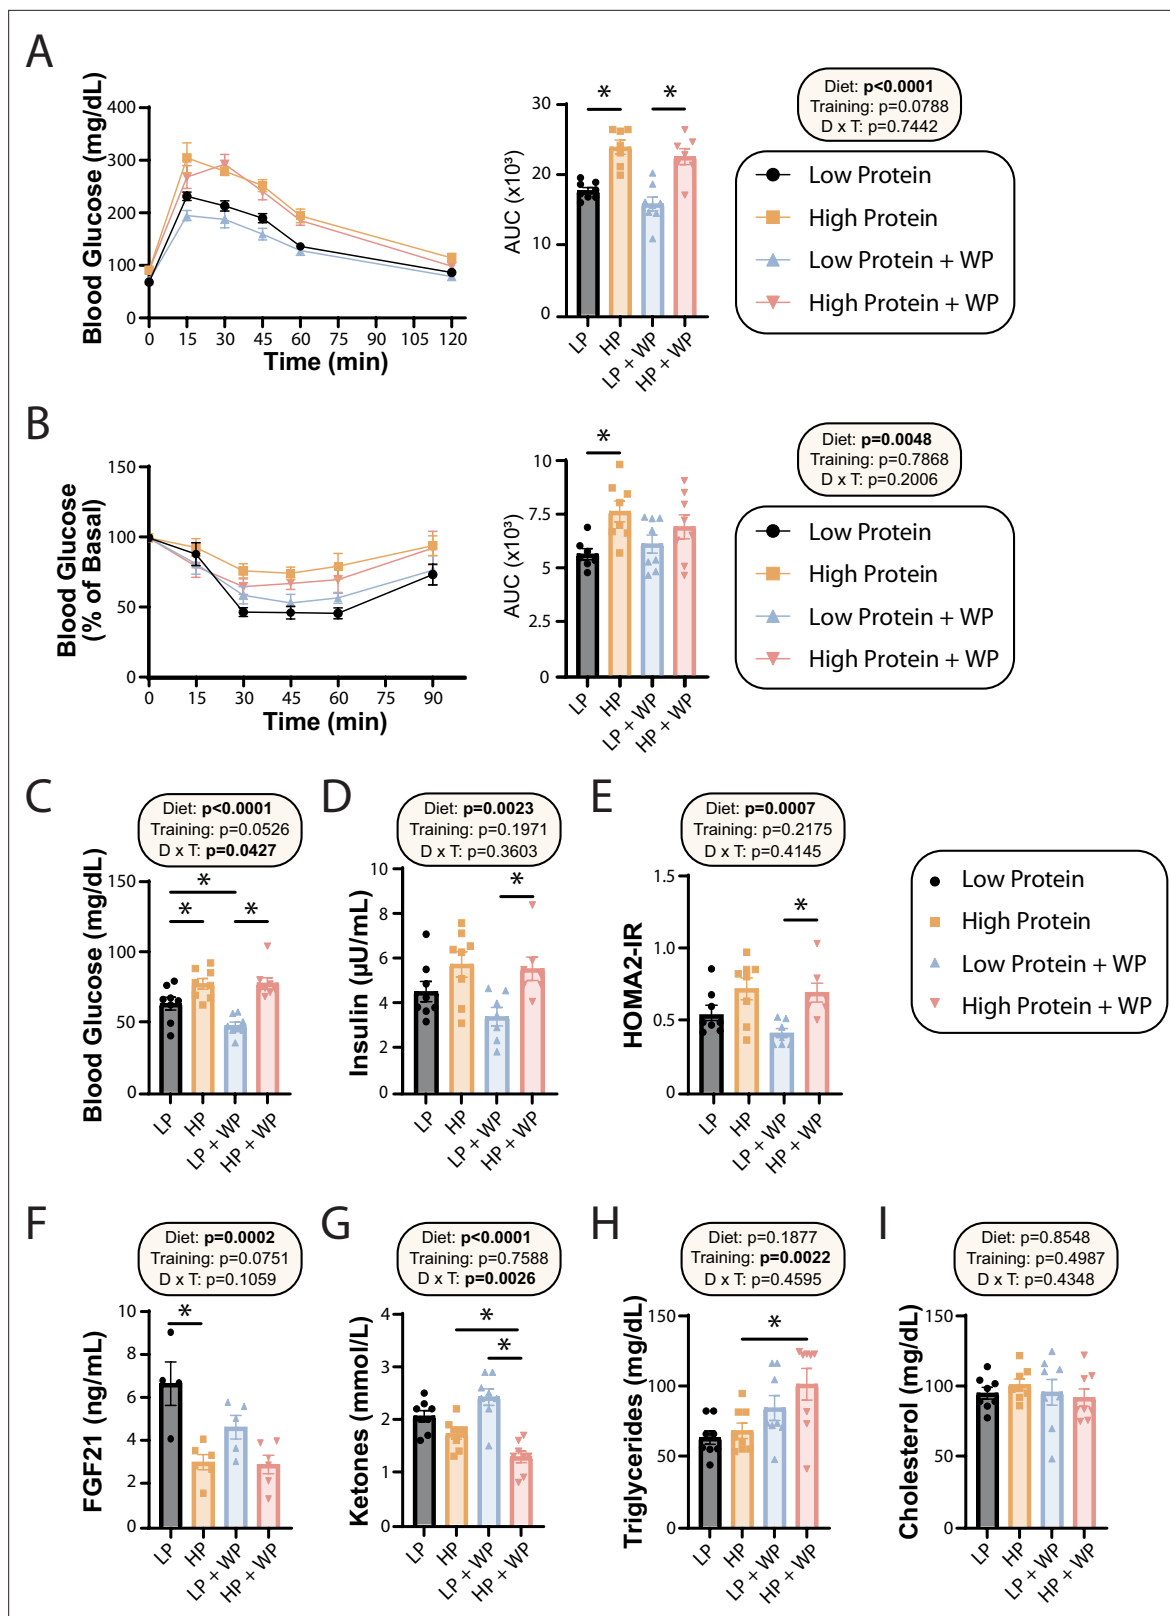 A
Blood Glucose (mg/dL)
400
300
200
100
0
0 15 30 45 60 75 90 105 120
Time (min)
AUC (x10³)
30
20
10
0
* *
LP HP LP + WP HP + WP
Diet: p<0.0001
Training: p=0.0788
D x T: p=0.7442
Low Protein
High Protein
Low Protein + WP
High Protein + WP
B
Blood Glucose
(% of Basal)
150
100
50
0
0 15 30 45 60 90
Time (min)
AUC (x10³)
10
7.5
5
2.5
0
*
LP HP LP + WP HP + WP
Diet: p=0.0048
Training: p=0.7868
D x T: p=0.2006
Low Protein
High Protein
Low Protein + WP
High Protein + WP
C
Diet: p<0.0001
Training: p=0.0526
D x T: p=0.0427
Blood Glucose (mg/dL)
150
100
50
0
*
* *
LP HP LP + WP HP + WP
D
Diet: p=0.0023
Training: p=0.1971
D x T: p=0.3603
Insulin (µU/mL)
10
8
6
4
2
0
*
LP HP LP + WP HP + WP
E
Diet: p=0.0007
Training: p=0.2175
D x T: p=0.4145
HOMA2-IR
1.5
1.0
0.5
0
*
LP HP LP + WP HP + WP
Low Protein
High Protein
Low Protein + WP
High Protein + WP
F
Diet: p=0.0002
Training: p=0.0751
D x T: p=0.1059
FGF21 (ng/mL)
10
8
6
4
2
0
*
LP HP LP + WP HP + WP
G
Diet: p<0.0001
Training: p=0.7588
D x T: p=0.0026
Ketones (mmol/L)
4
3
2
1
0
*
*
LP HP LP + WP HP + WP
H
Diet: p=0.1877
Training: p=0.0022
D x T: p=0.4595
Triglycerides (mg/dL)
150
100
50
0
*
LP HP LP + WP HP + WP
I
Diet: p=0.8548
Training: p=0.4987
D x T: p=0.4348
Cholesterol (mg/dL)
150
100
50
0
LP HP LP + WP HP + WP